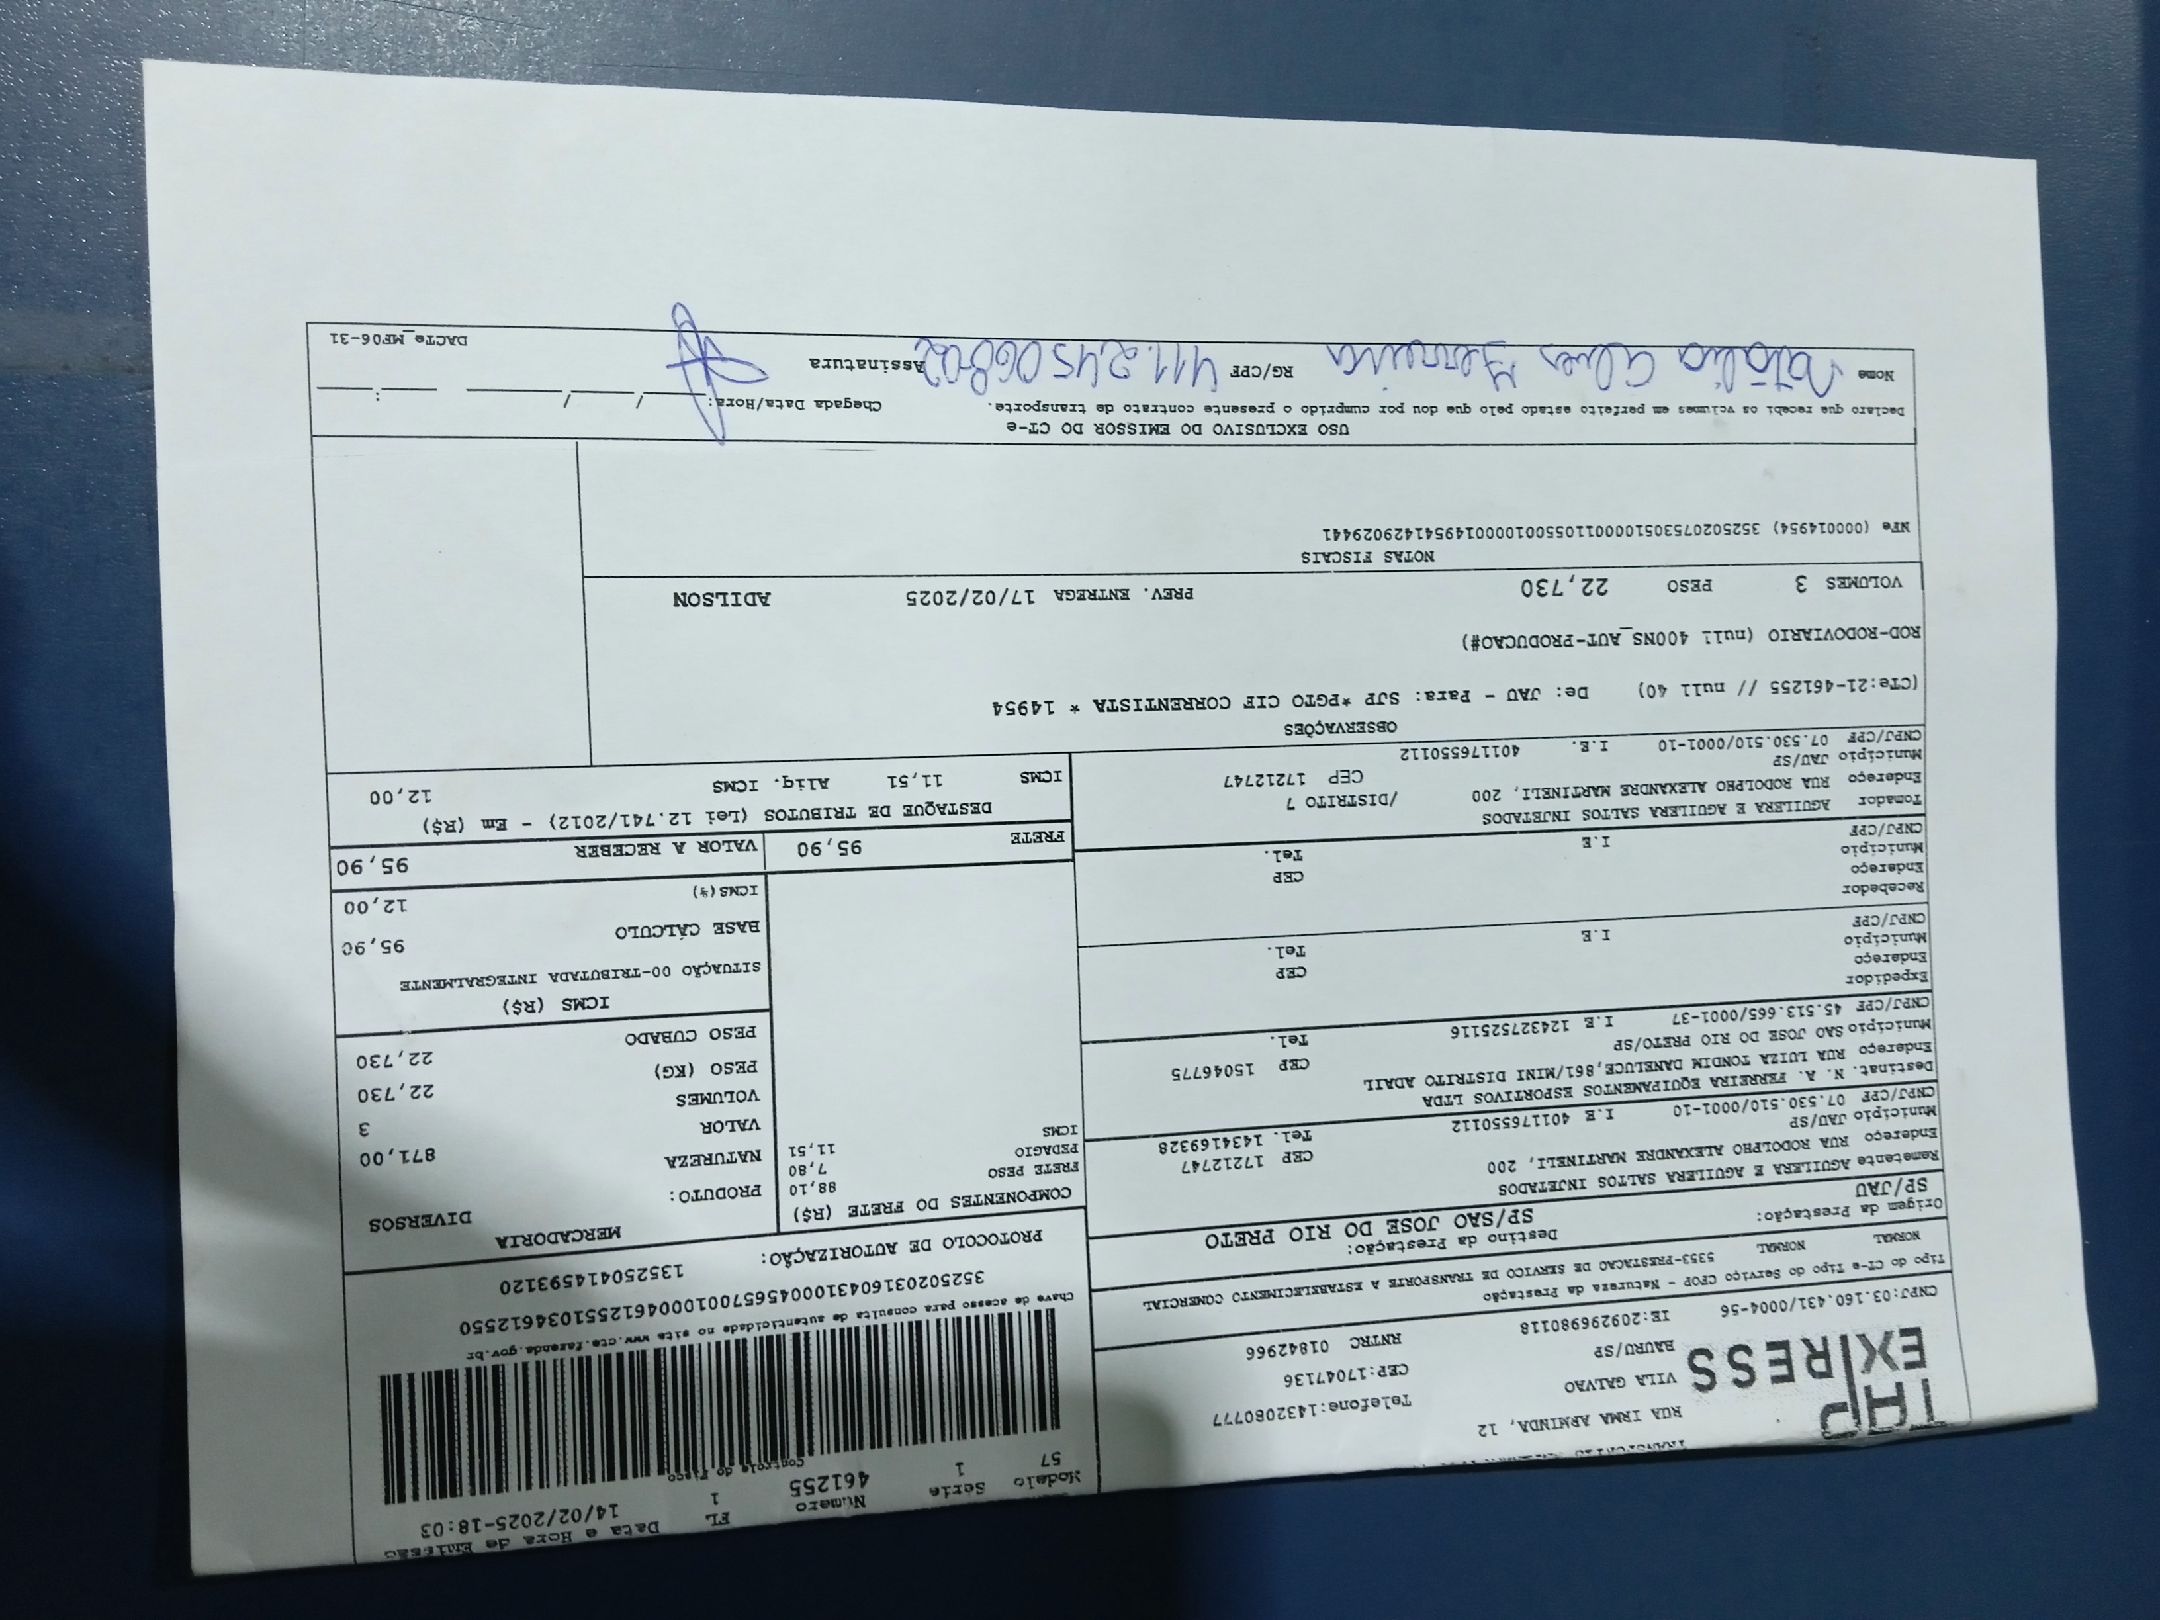 TAP
EXPRESS
RUA IRMA ARMINDA, 12
VILA GALVAO
BAURU/SP
Telefone:1432080777
CEP:17047136
CNPJ:03.160.431/0004-56 IE:209296980118 RNTRC 01842966
Modelo Serie Numero FL Data e Hora de Emissao
57 1 461255 1 14/02/2025-18:03
Controle do Fisco
Chave de acesso para consulta de autenticidade no site www.cte.fazenda.gov.br
35250203160431000456570010004612551034612550
PROTOCOLO DE AUTORIZAÇÃO: 135250414593120
Tipo do CT-e Tipo do Serviço CFOP - Natureza da Prestação
NORMAL NORMAL 5353-PRESTACAO DE SERVICO DE TRANSPORTE A ESTABELECIMENTO COMERCIAL
Origem da Prestação: Destino da Prestação:
SP/JAU SP/SAO JOSE DO RIO PRETO
Remetente AGUILERA E AGUILERA SALTOS INJETADOS
Endereço RUA RODOLPHO ALEXANDRE MARTINELI, 200 CEP 17212747
Município JAU/SP Tel. 1434169328
CNPJ/CPF 07.530.510/0001-10 I.E 401176550112
Destinat. N. A. FERREIRA EQUIPAMENTOS ESPORTIVOS LTDA
Endereço RUA LUIZA TONDIM DANELUCE,861/MINI DISTRITO ADAIL
Município SAO JOSE DO RIO PRETO/SP CEP 15046775
CNPJ/CPF 45.513.665/0001-37 I.E 124327525116 Tel.
Expedidor
Endereço CEP
Município Tel.
CNPJ/CPF I.E
Recebedor
Endereço CEP
Município Tel.
CNPJ/CPF I.E
Tomador AGUILERA E AGUILERA SALTOS INJETADOS
Endereço RUA RODOLPHO ALEXANDRE MARTINELI, 200 /DISTRITO 7
Município JAU/SP CEP 17212747
CNPJ/CPF 07.530.510/0001-10 I.E. 401176550112
COMPONENTES DO FRETE (R$)
FRETE PESO 88,10
PEDAGIO 7,80
ICMS 11,51
MERCADORIA
PRODUTO: DIVERSOS
NATUREZA
VALOR 871,00
VOLUMES 3
PESO (KG) 22,730
PESO CUBADO 22,730
ICMS (R$)
SITUAÇÃO 00-TRIBUTADA INTEGRALMENTE
BASE CÁLCULO 95,90
ICMS(%) 12,00
FRETE 95,90 VALOR A RECEBER 95,90
DESTAQUE DE TRIBUTOS (Lei 12.741/2012) - Em (R$)
ICMS 11,51 Aliq. ICMS 12,00
OBSERVAÇÕES
(CTe:21-461255 // null 40) De: JAU - Para: SJP *PGTO CIF CORRENTISTA * 14954
ROD-RODOVIARIO (null 400NS_AUT-PRODUCAO#)
VOLUMES 3 PESO 22,730 PREV. ENTREGA 17/02/2025 ADILSON
NOTAS FISCAIS
NFe (000014954) 35250207530510000110550010000149541429029441
USO EXCLUSIVO DO EMISSOR DO CT-e
Declaro que recebi os volumes em perfeito estado pelo que dou por cumprido o presente contrato de transporte. Chegada Data/Hora: / / :
Nome Natália Alves Ferreira RG/CPF 411.245068.02 Assinatura
DACTe_MF06-31